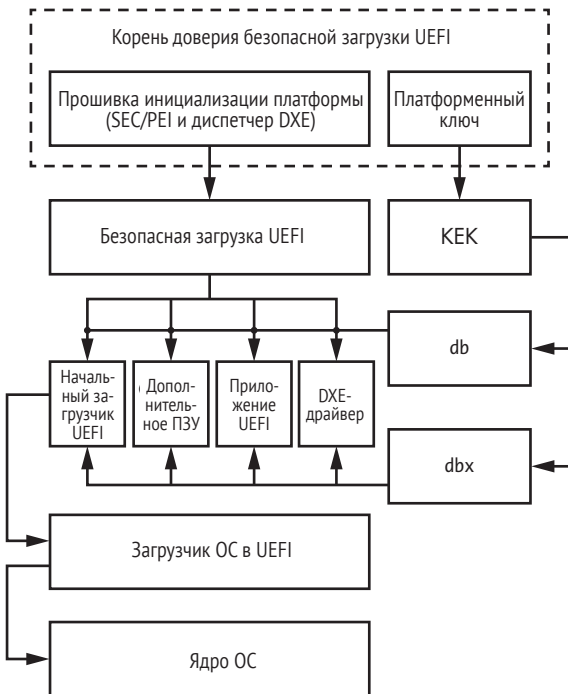 Корень доверия безопасной загрузки UEFI
Прошивка инициализации платформы
(SEC/PEI и диспетчер DXE)
Платформенный
ключ
Безопасная загрузка UEFI
KEK
db
Началь-
ный за-
грузчик
UEFI
Допол-
нитель-
ное ПЗУ
Прило-
жение
UEFI
DXE-
драйвер
dbx
Загрузчик ОС в UEFI
Ядро ОС